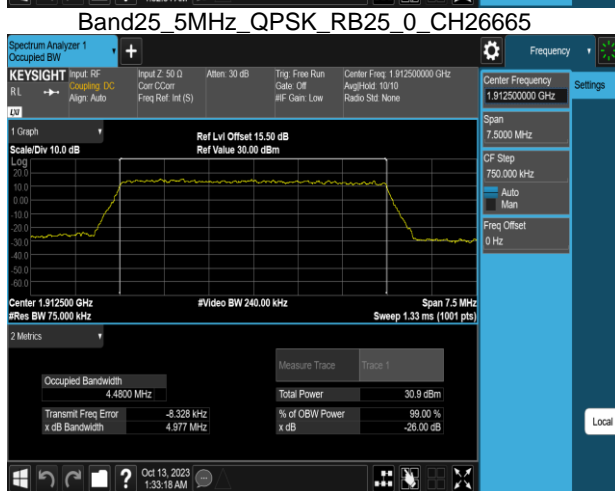 Band25_5MHz_QPSK_RB25_0_CH26665
Spectrum Analyzer 1
Occupied BW
Frequency
KEYSIGHT
Input: RF
Input Z: 50 Ω
Atten: 30 dB
Trig: Free Run
Center Freq: 1.912500000 GHz
RL
Coupling: DC
Corr CCorr
Gate: Off
Avg|Hold: 10/10
Align: Auto
Freq Ref: Int (S)
#IF Gain: Low
Radio Std: None
LXI
Center Frequency
1.912500000 GHz
Settings
Span
7.5000 MHz
CF Step
750.000 kHz
Auto
Man
Freq Offset
0 Hz
1 Graph
Ref Lvl Offset 15.50 dB
Scale/Div 10.0 dB
Ref Value 30.00 dBm
Log
20.0
10.0
0.00
-10.0
-20.0
-30.0
-40.0
-50.0
-60.0
Center 1.912500 GHz
#Video BW 240.00 kHz
Span 7.5 MHz
#Res BW 75.000 kHz
Sweep 1.33 ms (1001 pts)
2 Metrics
Measure Trace
Trace 1
Occupied Bandwidth
4.4800 MHz
Total Power
30.9 dBm
Transmit Freq Error
-8.328 kHz
% of OBW Power
99.00 %
x dB Bandwidth
4.977 MHz
x dB
-26.00 dB
Local
?
Oct 13, 2023
1:33:18 AM